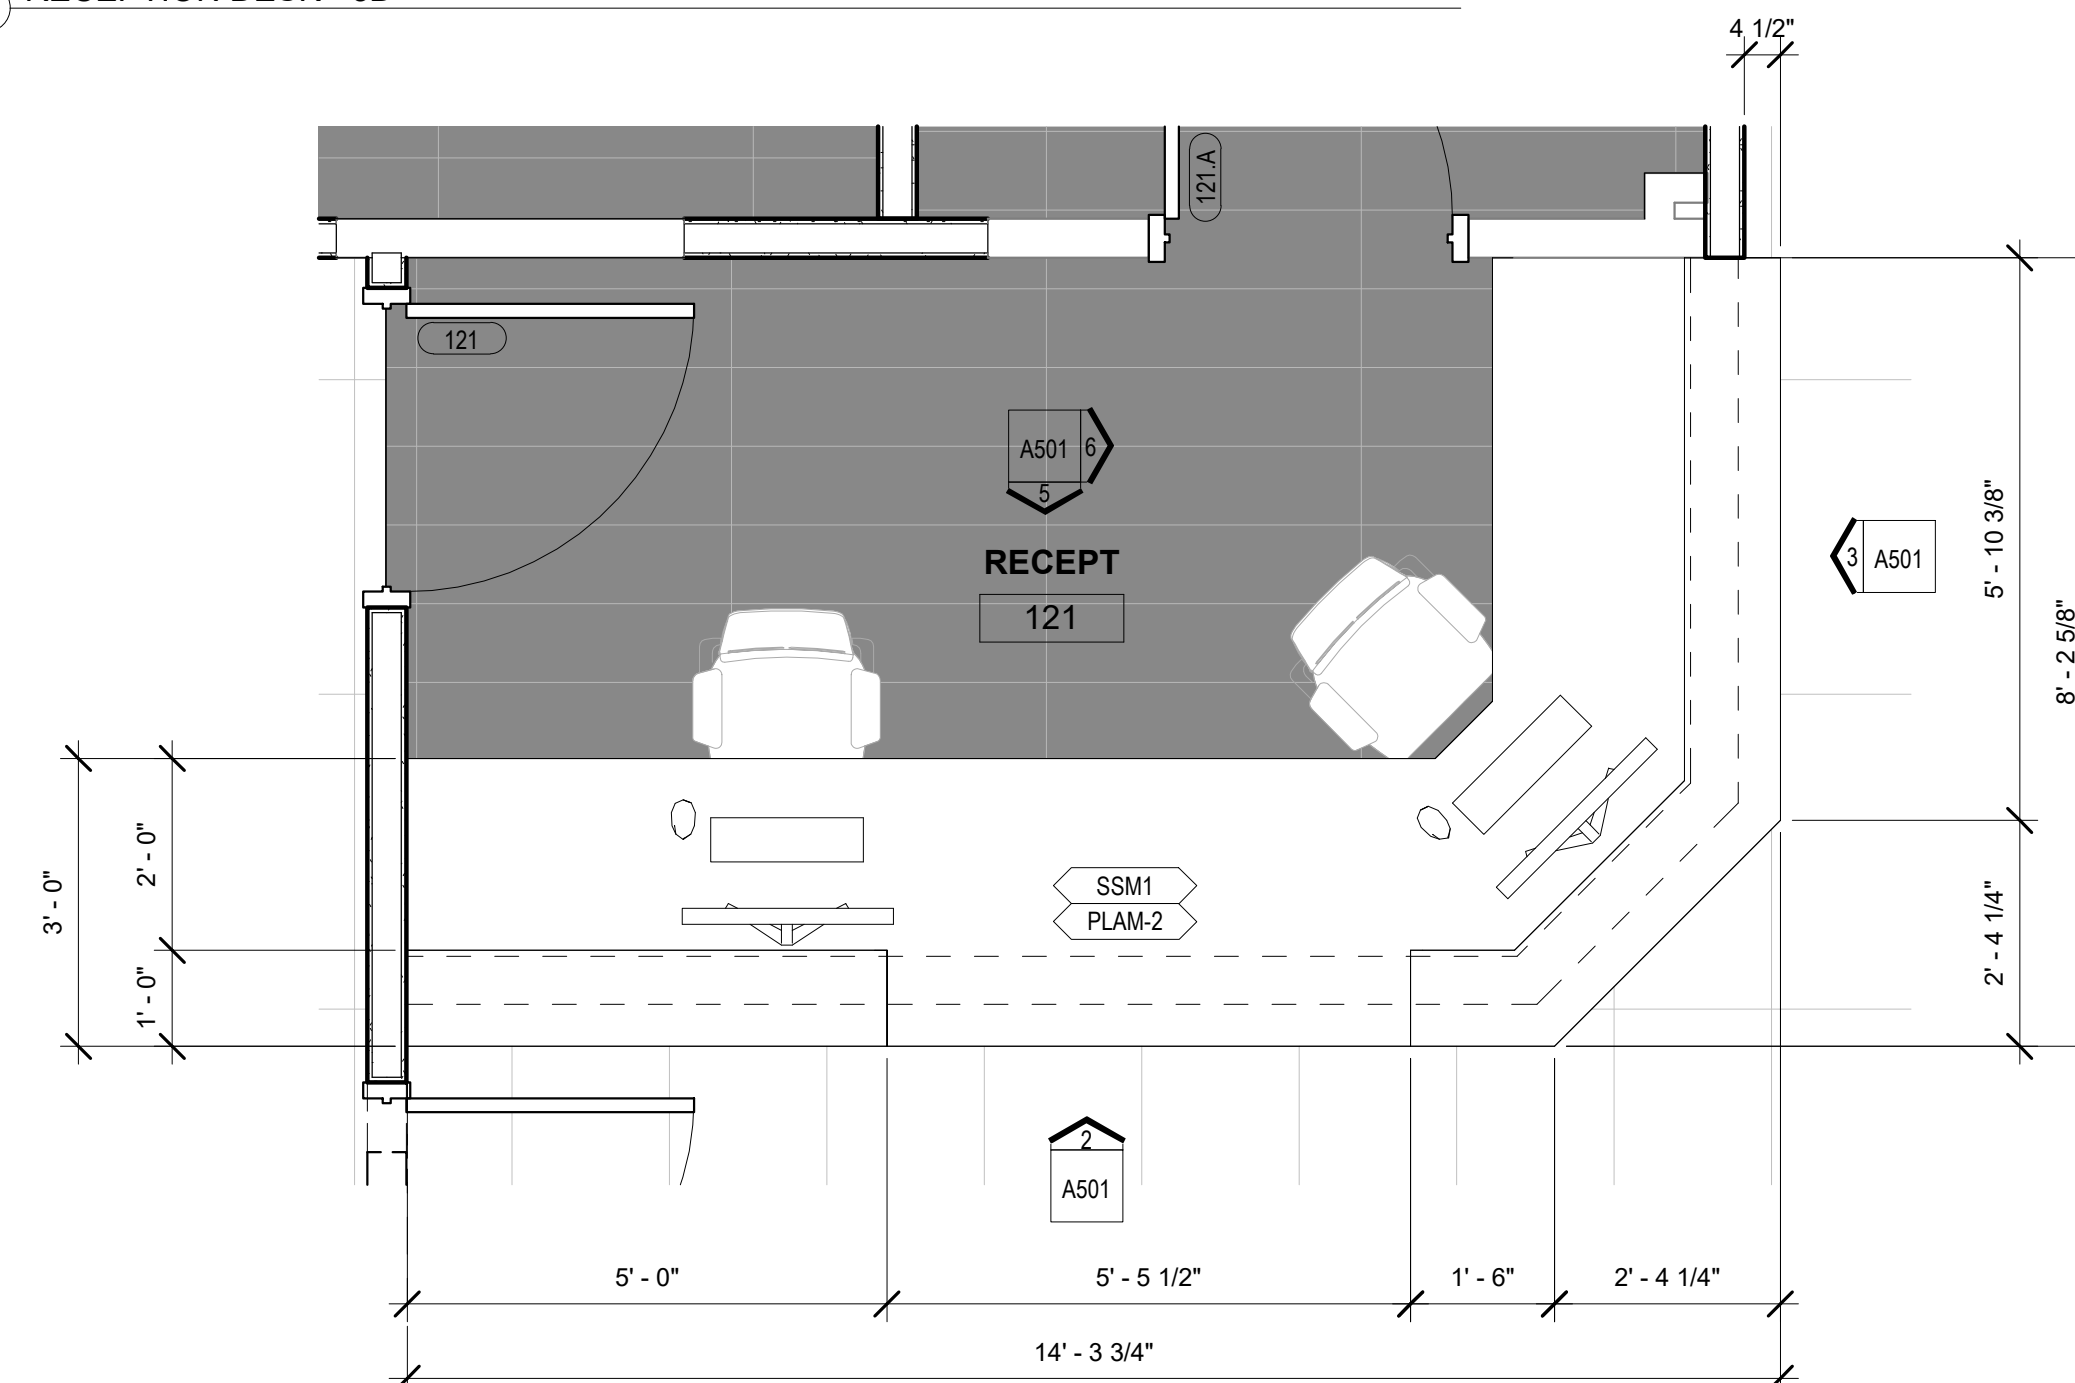 4 1/2"
121.A
121
A501 6
5
RECEPT
121
3 A501
5' - 10 3/8"
8' - 2 5/8"
2' - 0"
3' - 0"
1' - 0"
SSM1
PLAM-2
2' - 4 1/4"
2
A501
5' - 0"
5' - 5 1/2"
1' - 6"
2' - 4 1/4"
14' - 3 3/4"